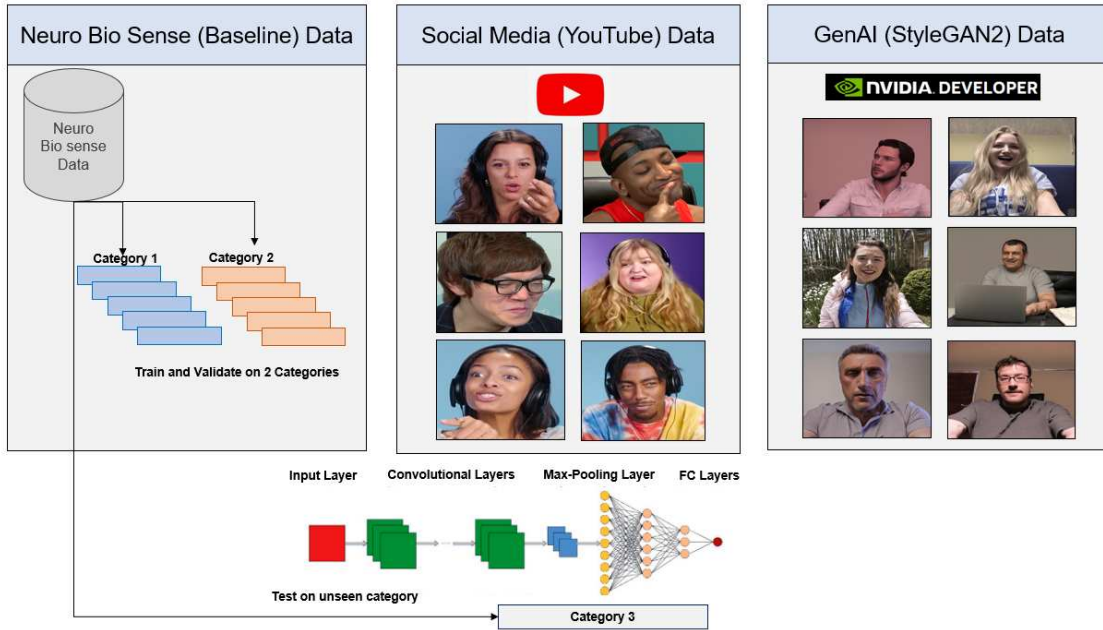 Neuro Bio Sense (Baseline) Data
Social Media (YouTube) Data
GenAI (StyleGAN2) Data
NVIDIA. DEVELOPER
Neuro
Bio sense
Data
Category 1
Category 2
Train and Validate on 2 Categories
Input Layer
Convolutional Layers
Max-Pooling Layer
FC Layers
Test on unseen category
Category 3